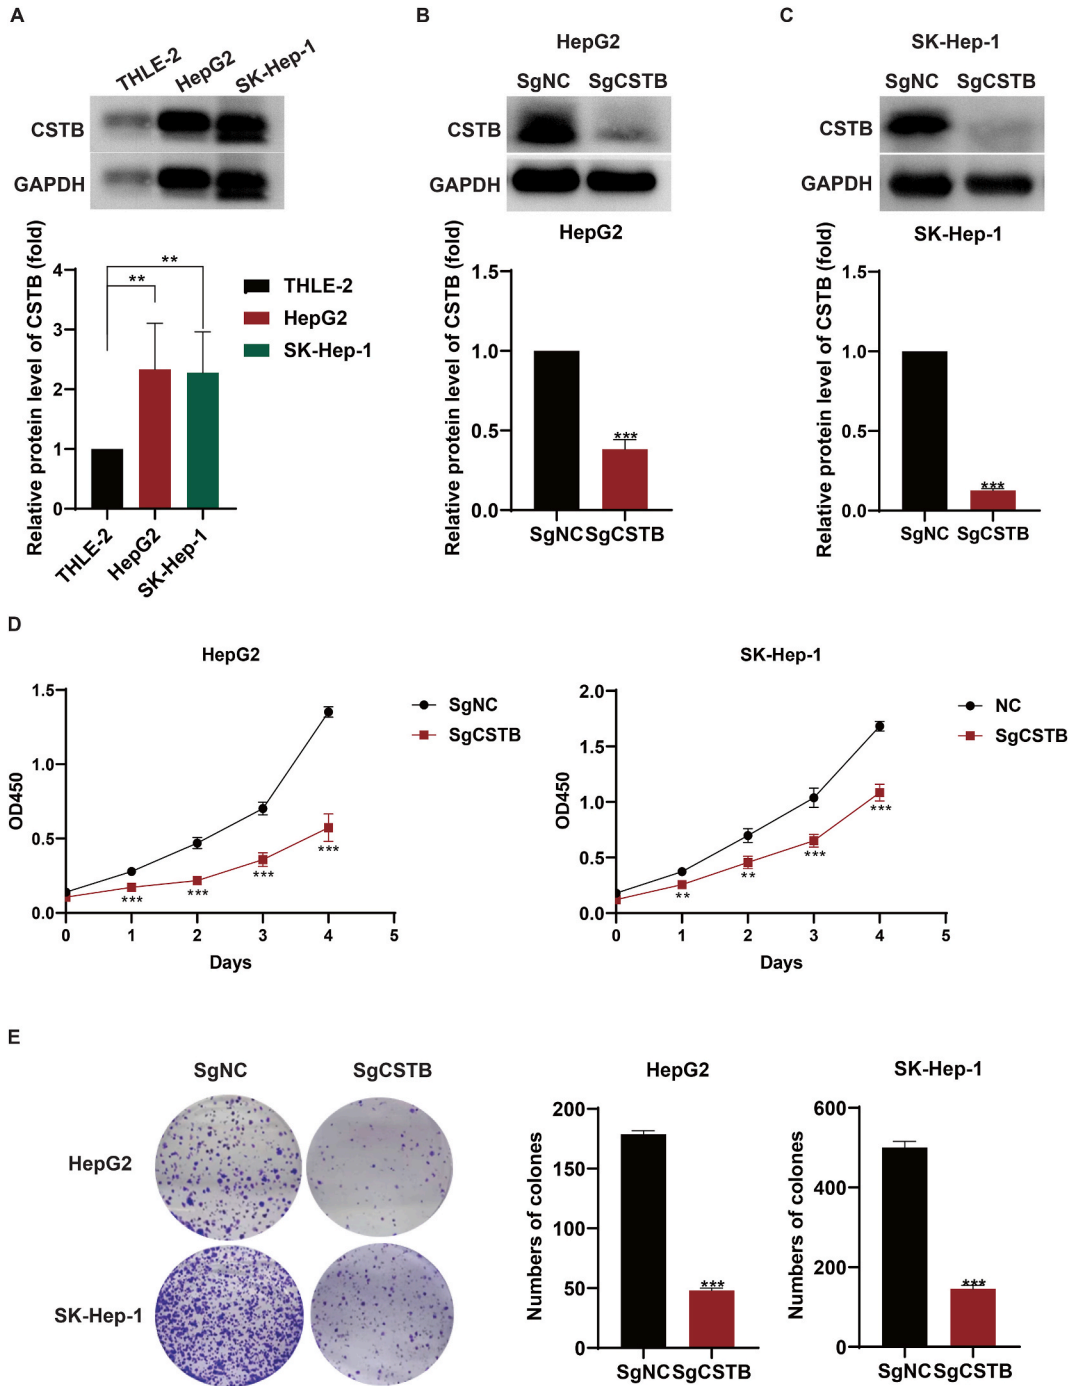 A
THLE-2 HepG2 SK-Hep-1
CSTB
GAPDH
Relative protein level of CSTB (fold)
4
3
2
1
0
** **
THLE-2
HepG2
SK-Hep-1
THLE-2 HepG2 SK-Hep-1
B
HepG2
SgNC SgCSTB
CSTB
GAPDH
HepG2
Relative protein level of CSTB (fold)
1.5
1.0
0.5
0.0
***
SgNC SgCSTB
C
SK-Hep-1
SgNC SgCSTB
CSTB
GAPDH
SK-Hep-1
Relative protein level of CSTB (fold)
1.5
1.0
0.5
0.0
***
SgNC SgCSTB
D
HepG2
OD450
1.5
1.0
0.5
0.0
*** *** *** ***
0 1 2 3 4 5
Days
SgNC
SgCSTB
SK-Hep-1
OD450
2.0
1.5
1.0
0.5
0.0
** ** *** ***
0 1 2 3 4 5
Days
NC
SgCSTB
E
SgNC SgCSTB
HepG2
SK-Hep-1
HepG2
Numbers of colones
200
150
100
50
0
***
SgNC SgCSTB
SK-Hep-1
Numbers of colones
600
400
200
0
***
SgNC SgCSTB